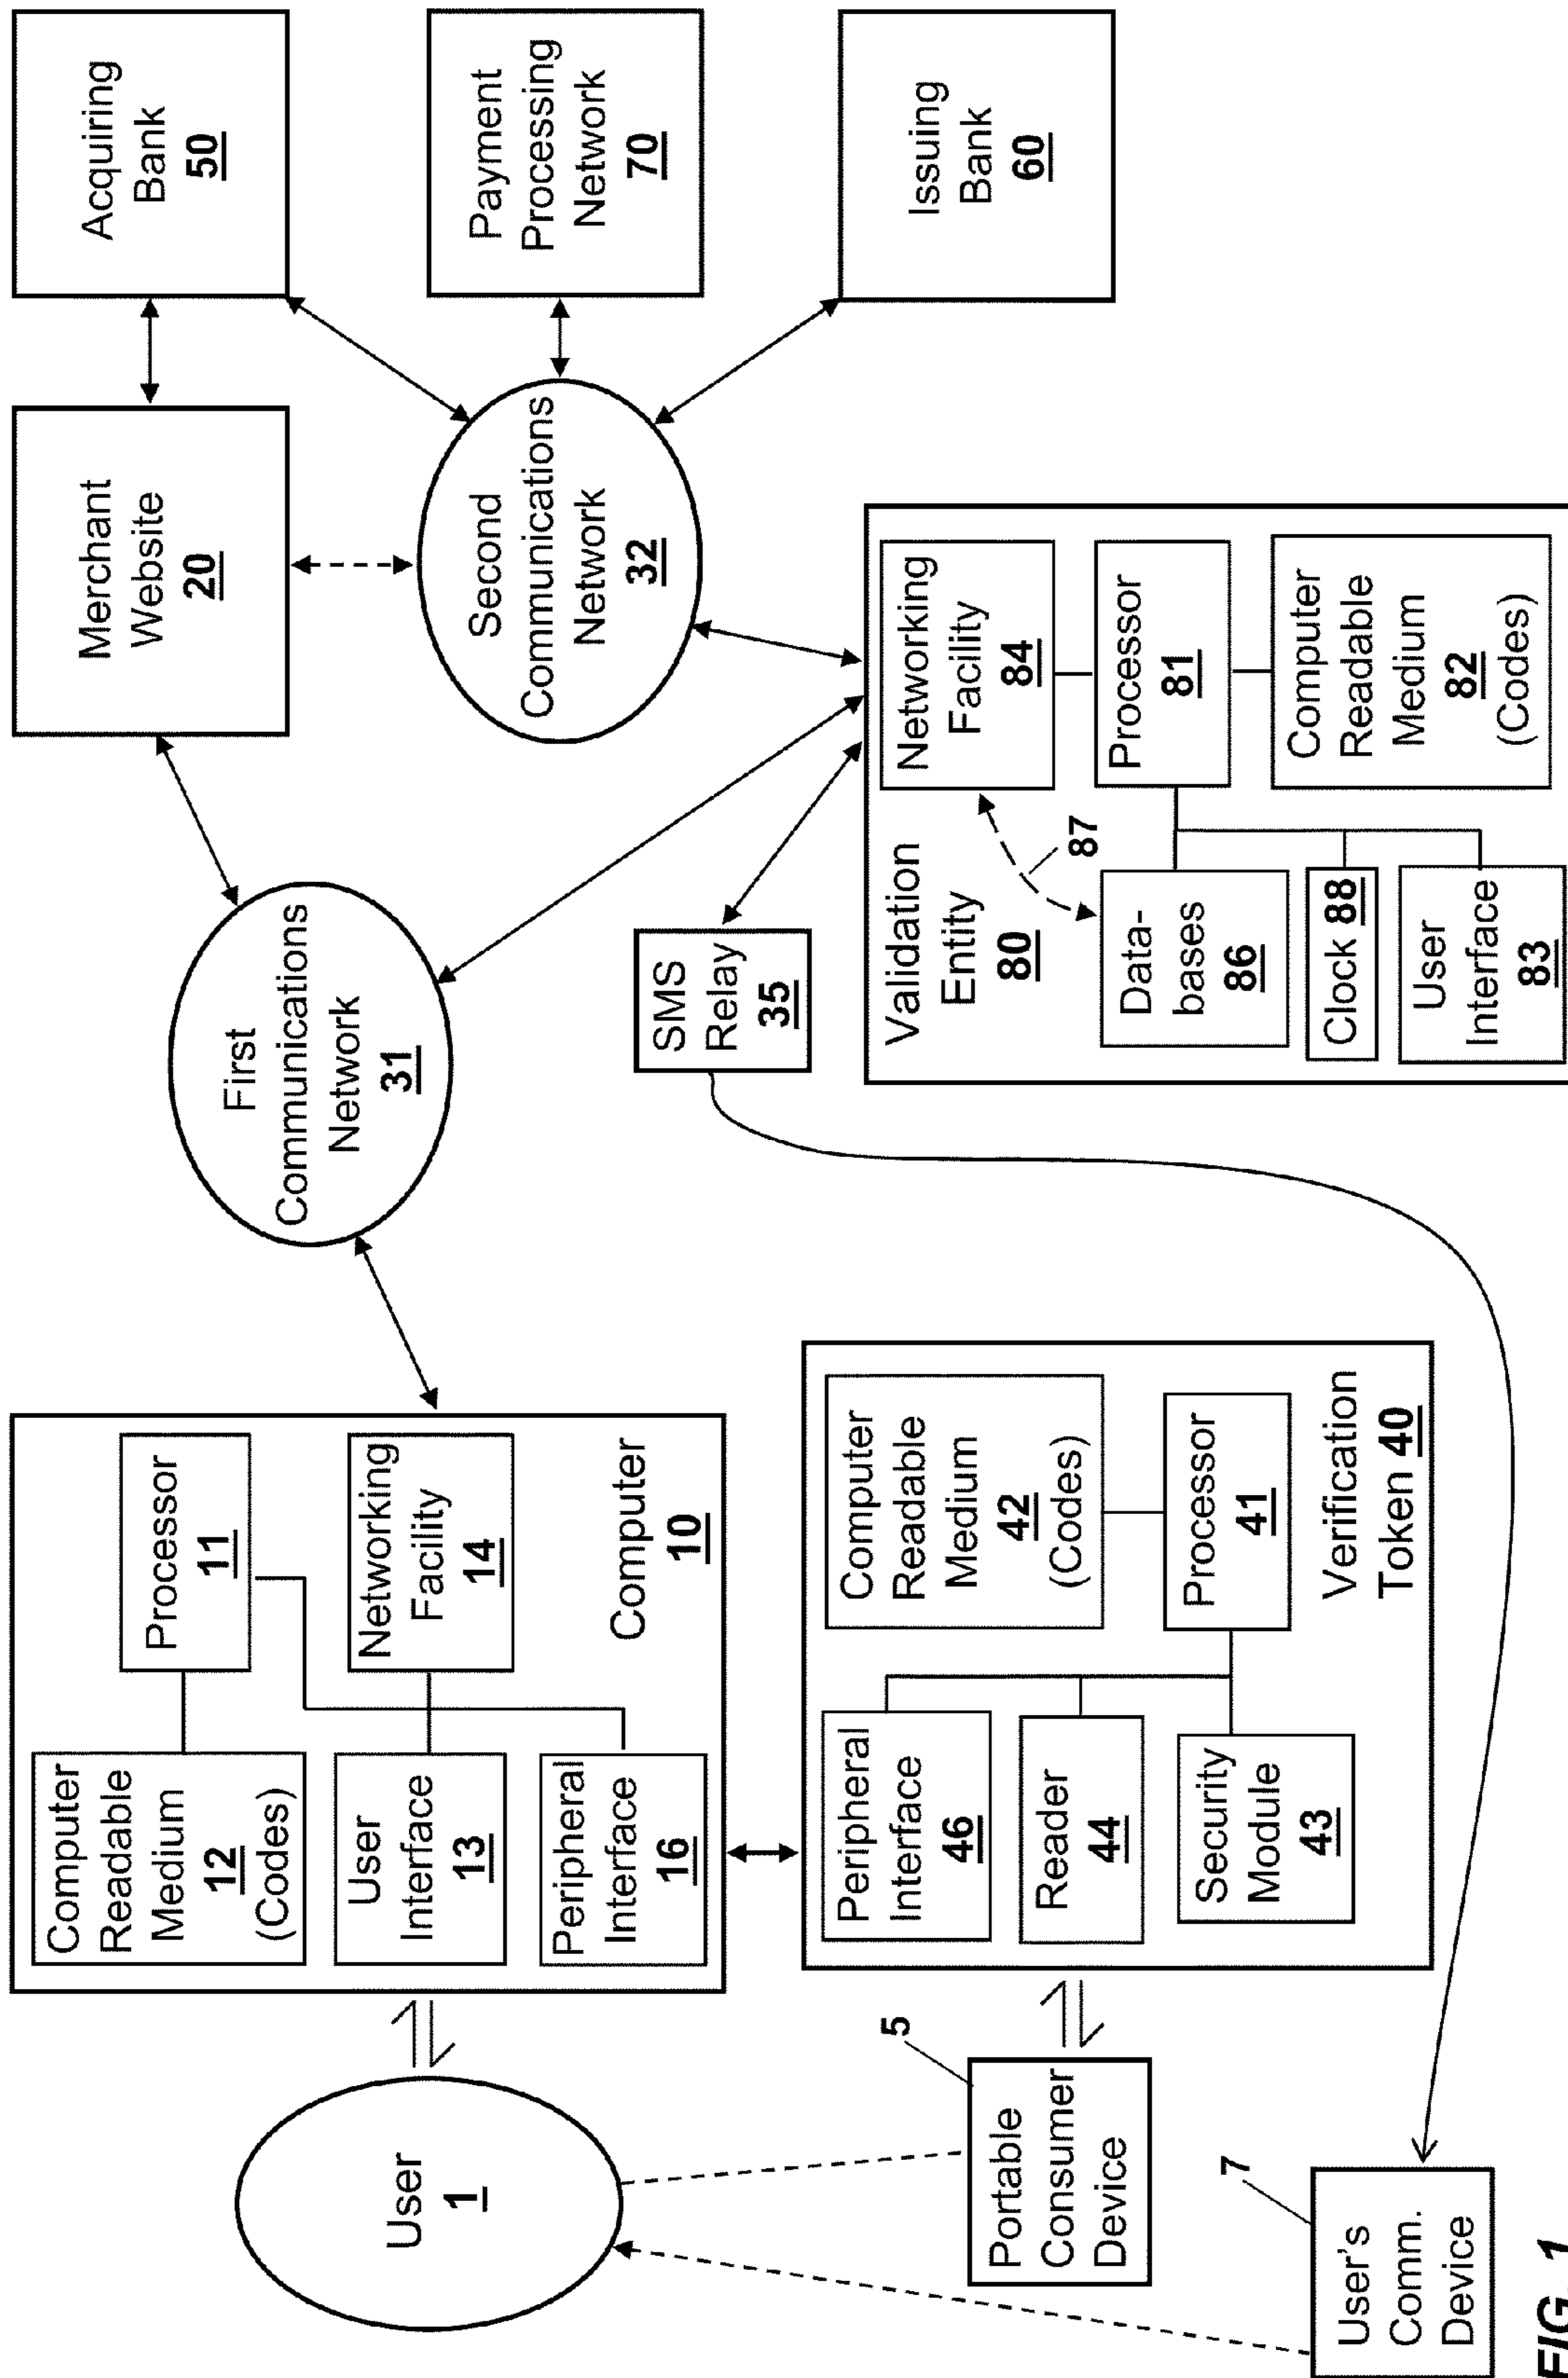 User
1
Computer
Readable
Medium
12
(Codes)
Processor
11
User
Interface
13
Networking
Facility
14
Peripheral
Interface
16
Computer
10
First
Communications
Network
31
Merchant
Website
20
Acquiring
Bank
50
Second
Communications
Network
32
Payment
Processing
Network
70
Issuing
Bank
60
5
Portable
Consumer
Device
Peripheral
Interface
46
Computer
Readable
Medium
42
(Codes)
Reader
44
Processor
41
Security
Module
43
Verification
Token 40
SMS
Relay
35
Validation
Entity
80
Networking
Facility
84
87
Data-
bases
86
Processor
81
Clock 88
User
Interface
83
Computer
Readable
Medium
82
(Codes)
7
User's
Comm.
Device
FIG. 1